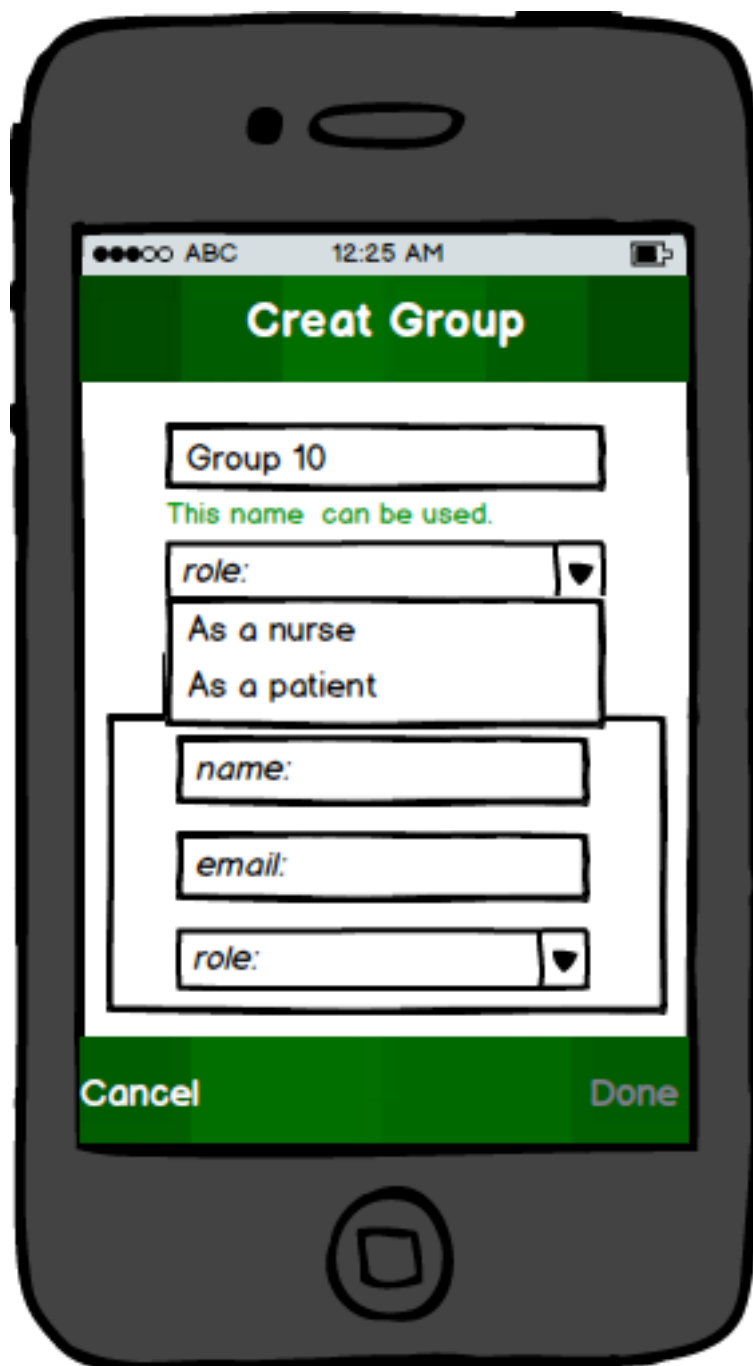 ABC 12:25 AM
Creat Group
Group 10
This name can be used.
role:
As a nurse
As a patient
name:
email:
role:
Cancel Done